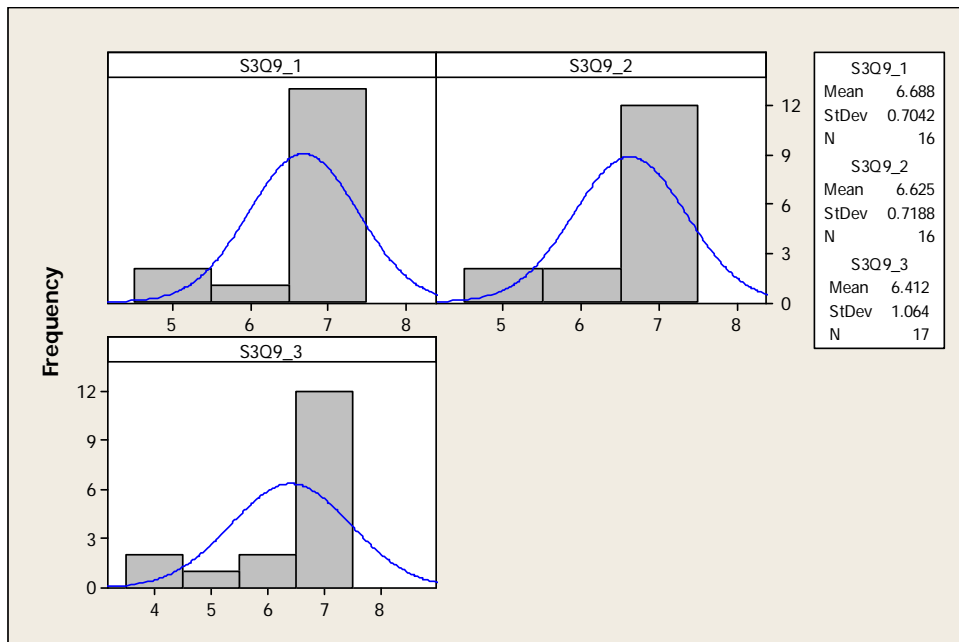 S3Q9_1
S3Q9_2
12
9
6
3
0
5 6 7 8
5 6 7 8
Frequency
S3Q9_3
12
9
6
3
0
4 5 6 7 8
S3Q9_1
Mean 6.688
StDev 0.7042
N 16
S3Q9_2
Mean 6.625
StDev 0.7188
N 16
S3Q9_3
Mean 6.412
StDev 1.064
N 17